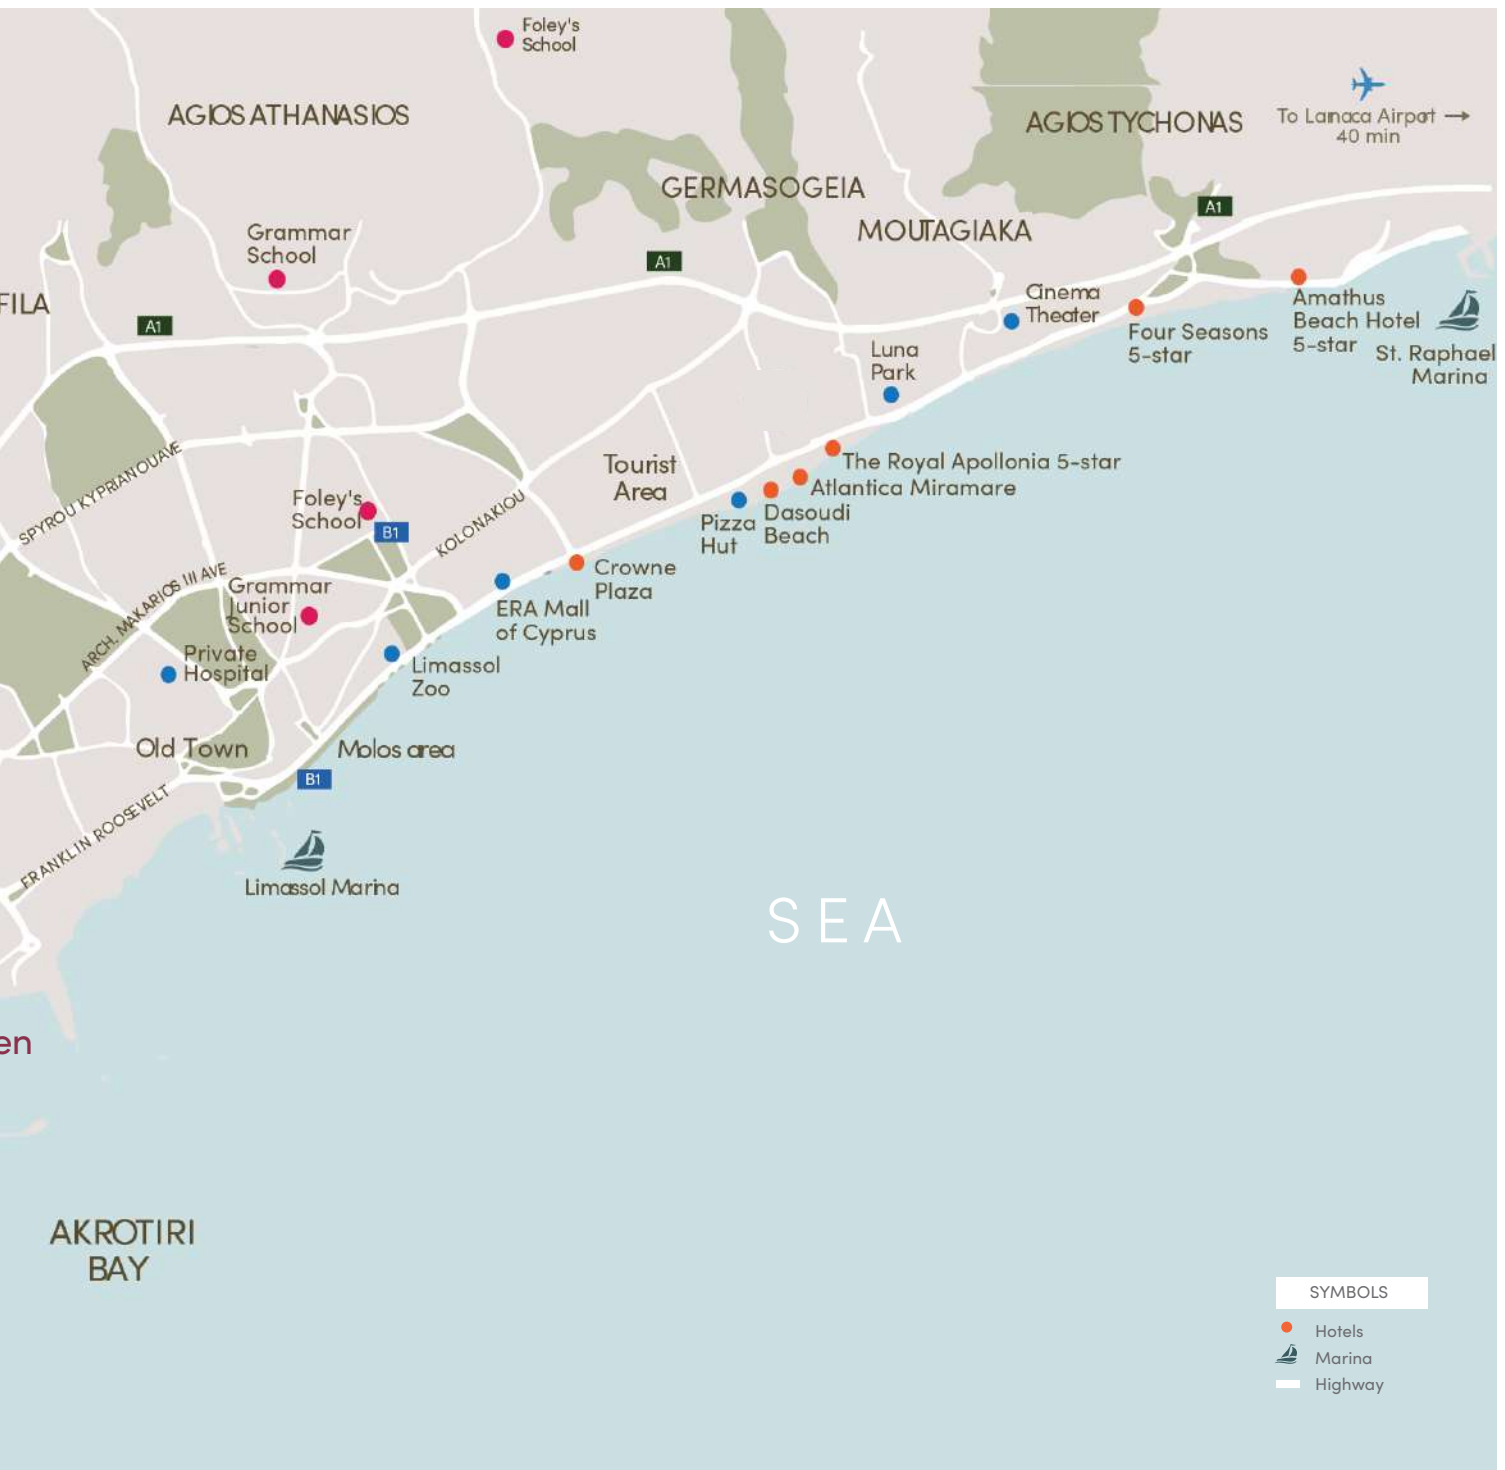 Foley's
School
AGIOS ATHANASIOS
AGIOS TYCHONAS
To Larnaca Airport →
40 min
GERMASOGEIA
A1
MOUTAGIAKA
Grammar
School
A1
FILA
A1
Cinema
Theater
Four Seasons
5-star
Amathus
Beach Hotel
5-star
St. Raphael
Marina
Luna
Park
SPYROU KYPRIANOU AVE
Tourist
Area
The Royal Apollonia 5-star
Atlantica Miramare
Dasoudi
Beach
Pizza
Hut
Foley's
School
B1
KOLONAKIOU
Crowne
Plaza
ARCH. MAKARIOS III AVE
Grammar
Junior
School
ERA Mall
of Cyprus
Private
Hospital
Limassol
Zoo
Old Town
Molos area
B1
FRANKLIN ROOSEVELT
Limassol Marina
SEA
en
AKROTIRI
BAY
SYMBOLS
Hotels
Marina
Highway